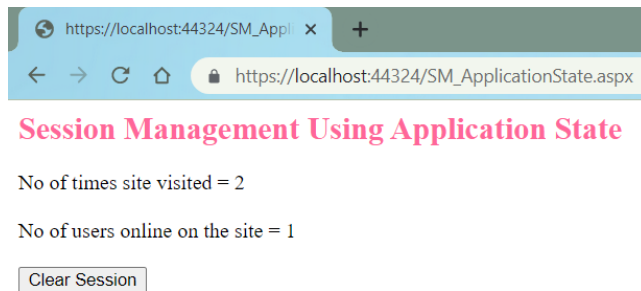 https://localhost:44324/SM_Appl
https://localhost:44324/SM_ApplicationState.aspx
Session Management Using Application State
No of times site visited = 2
No of users online on the site = 1
Clear Session